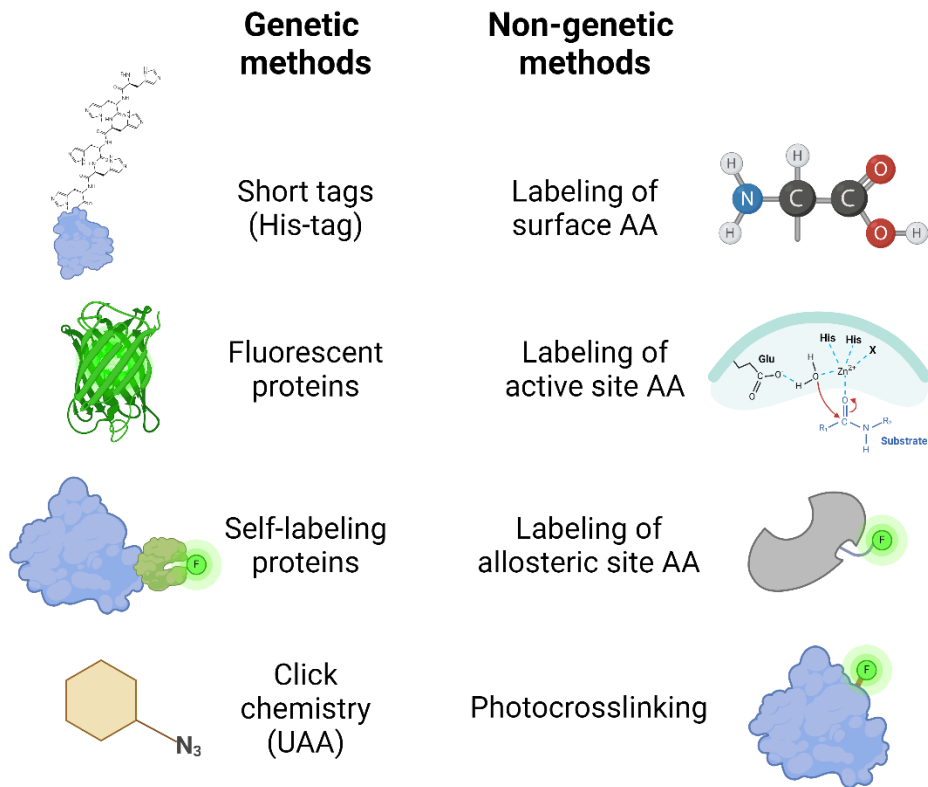 Genetic methods
Non-genetic methods
Short tags (His-tag)
Labeling of surface AA
H
H
N
H
C
C
O
O
H
Fluorescent proteins
Labeling of active site AA
Glu
C
O
O
H
H
O
His
His
X
Zn2+
O
R1
C
N
R2
H
Substrate
Self-labeling proteins
F
Labeling of allosteric site AA
F
Click chemistry (UAA)
N3
Photocrosslinking
F